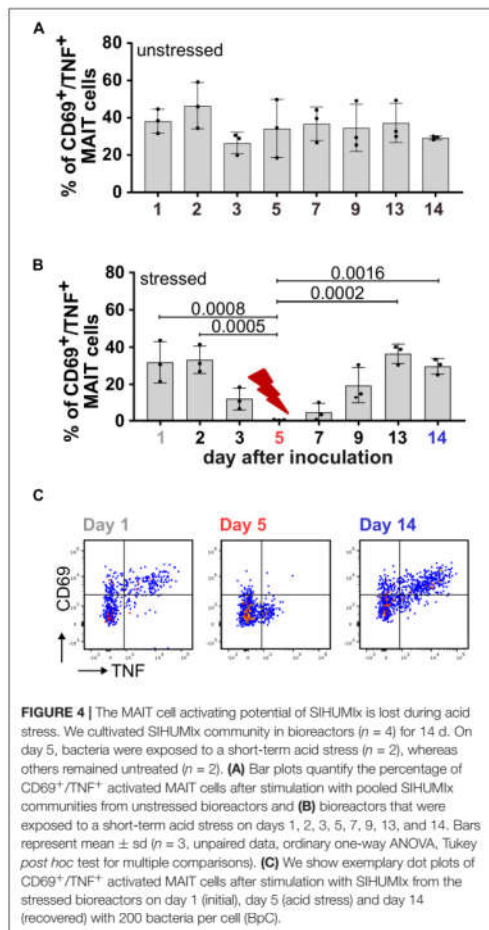 A
unstressed
% of CD69+/TNF+
MAIT cells
80
60
40
20
0
1 2 3 5 7 9 13 14
B
stressed
% of CD69+/TNF+
MAIT cells
80
60
40
20
0
0.0016
0.0002
0.0008
0.0005
1 2 3 5 7 9 13 14
day after inoculation
C
Day 1 Day 5 Day 14
CD69
TNF
FIGURE 4 | The MAIT cell activating potential of SIHUMIx is lost during acid
stress. We cultivated SIHUMIx community in bioreactors (n = 4) for 14 d. On
day 5, bacteria were exposed to a short-term acid stress (n = 2), whereas
others remained untreated (n = 2). (A) Bar plots quantify the percentage of
CD69+/TNF+ activated MAIT cells after stimulation with pooled SIHUMIx
communities from unstressed bioreactors and (B) bioreactors that were
exposed to a short-term acid stress on days 1, 2, 3, 5, 7, 9, 13, and 14. Bars
represent mean ± sd (n = 3, unpaired data, ordinary one-way ANOVA, Tukey
post hoc test for multiple comparisons). (C) We show exemplary dot plots of
CD69+/TNF+ activated MAIT cells after stimulation with SIHUMIx from the
stressed bioreactors on day 1 (initial), day 5 (acid stress) and day 14
(recovered) with 200 bacteria per cell (BpC).